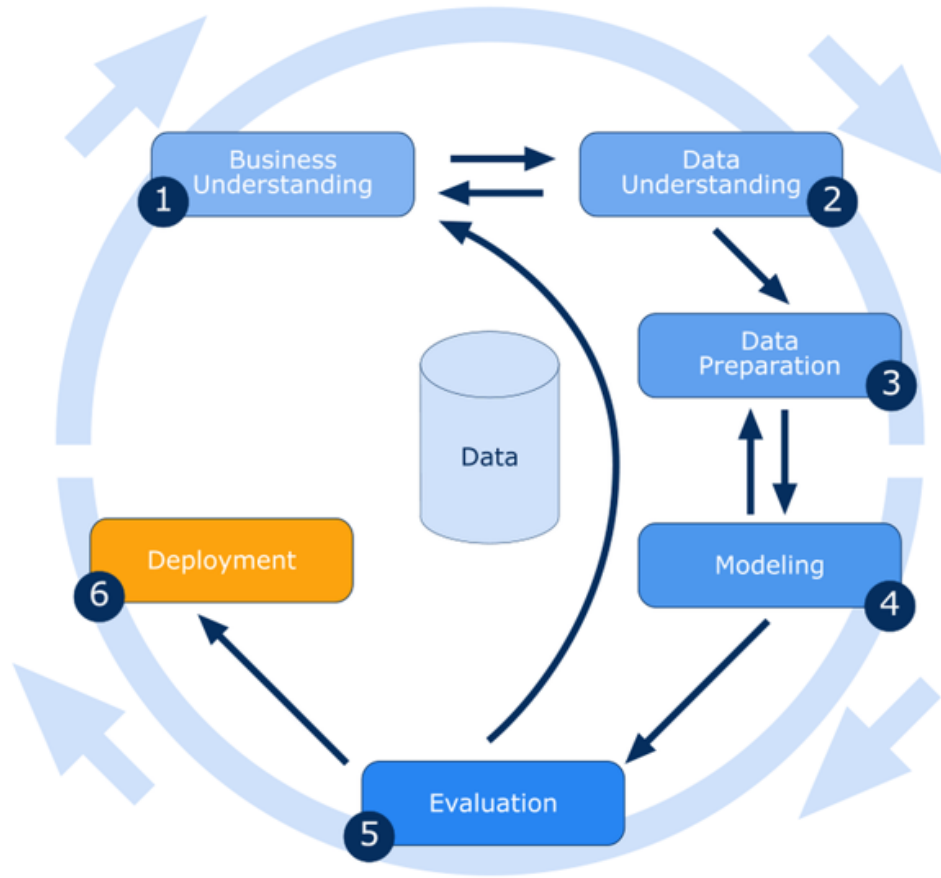 Business
Understanding
1
Data
Understanding
2
Data
Preparation
3
Data
Deployment
6
Modeling
4
Evaluation
5